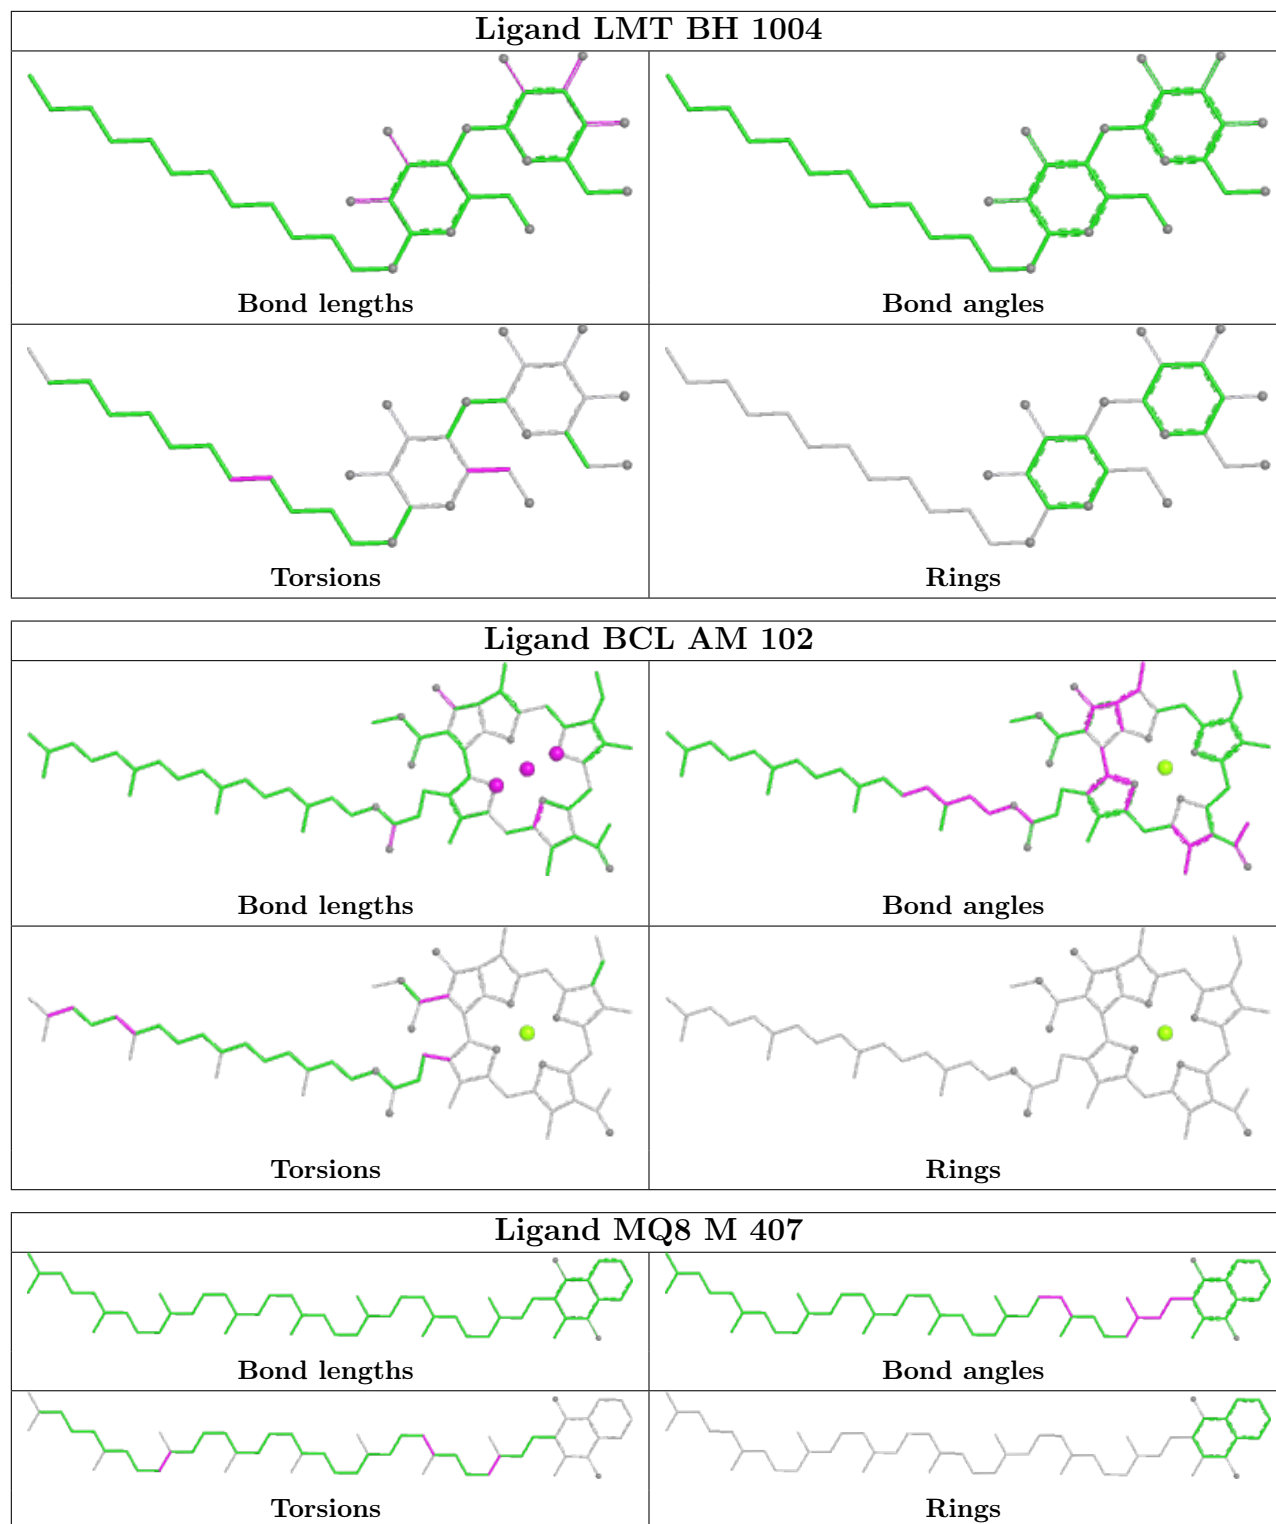 Ligand LMT BH 1004
Bond lengths
Bond angles
Torsions
Rings
Ligand BCL AM 102
Bond lengths
Bond angles
Torsions
Rings
Ligand MQ8 M 407
Bond lengths
Bond angles
Torsions
Rings